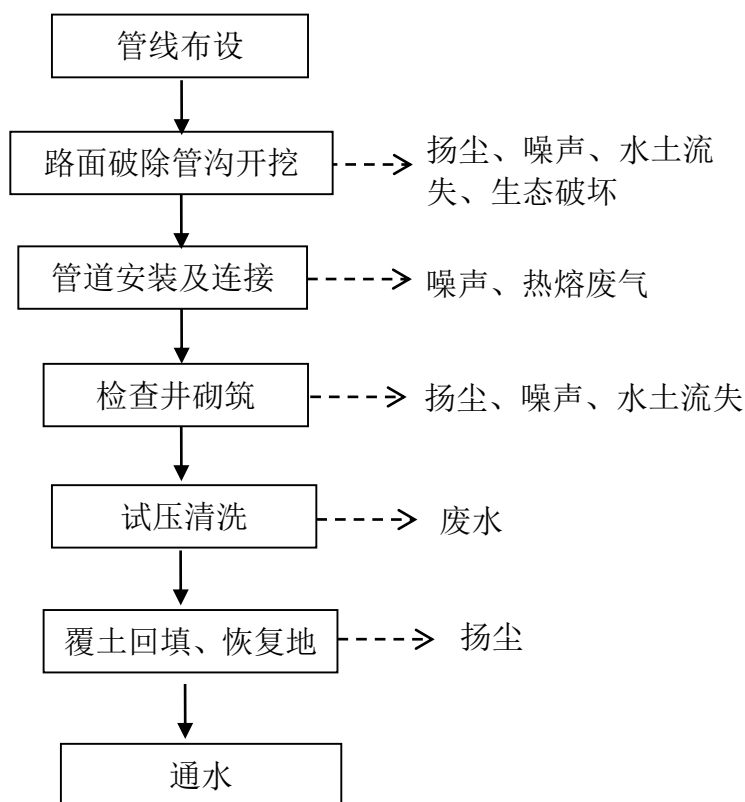 管线布设
路面破除管沟开挖
扬尘、噪声、水土流
失、生态破坏
管道安装及连接
噪声、热熔废气
检查井砌筑
扬尘、噪声、水土流失
试压清洗
废水
覆土回填、恢复地
扬尘
通水